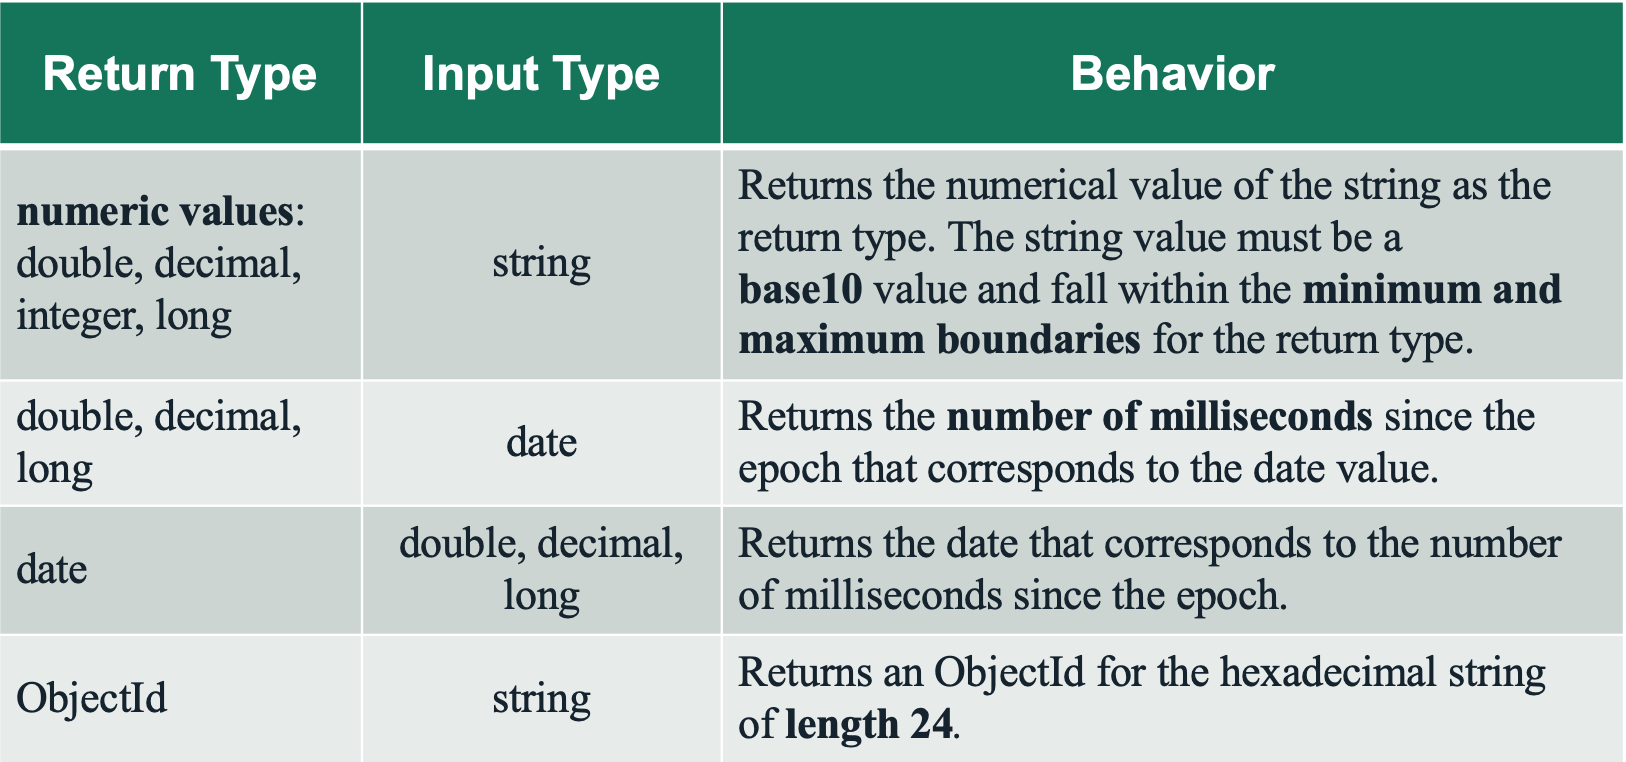 Return Type
Input Type
Behavior
numeric values:
double, decimal,
integer, long
string
Returns the numerical value of the string as the
return type. The string value must be a
base10 value and fall within the minimum and
maximum boundaries for the return type.
double, decimal,
long
date
Returns the number of milliseconds since the
epoch that corresponds to the date value.
date
double, decimal,
long
Returns the date that corresponds to the number
of milliseconds since the epoch.
ObjectId
string
Returns an ObjectId for the hexadecimal string
of length 24.